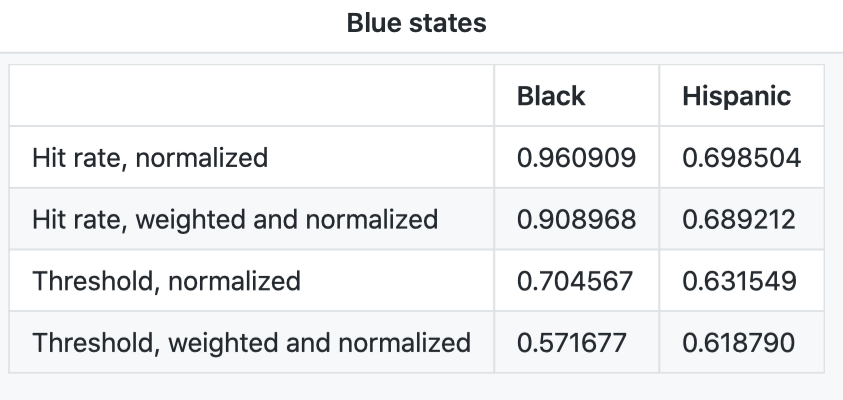 Blue states
Black Hispanic
Hit rate, normalized 0.960909 0.698504
Hit rate, weighted and normalized 0.908968 0.689212
Threshold, normalized 0.704567 0.631549
Threshold, weighted and normalized 0.571677 0.618790